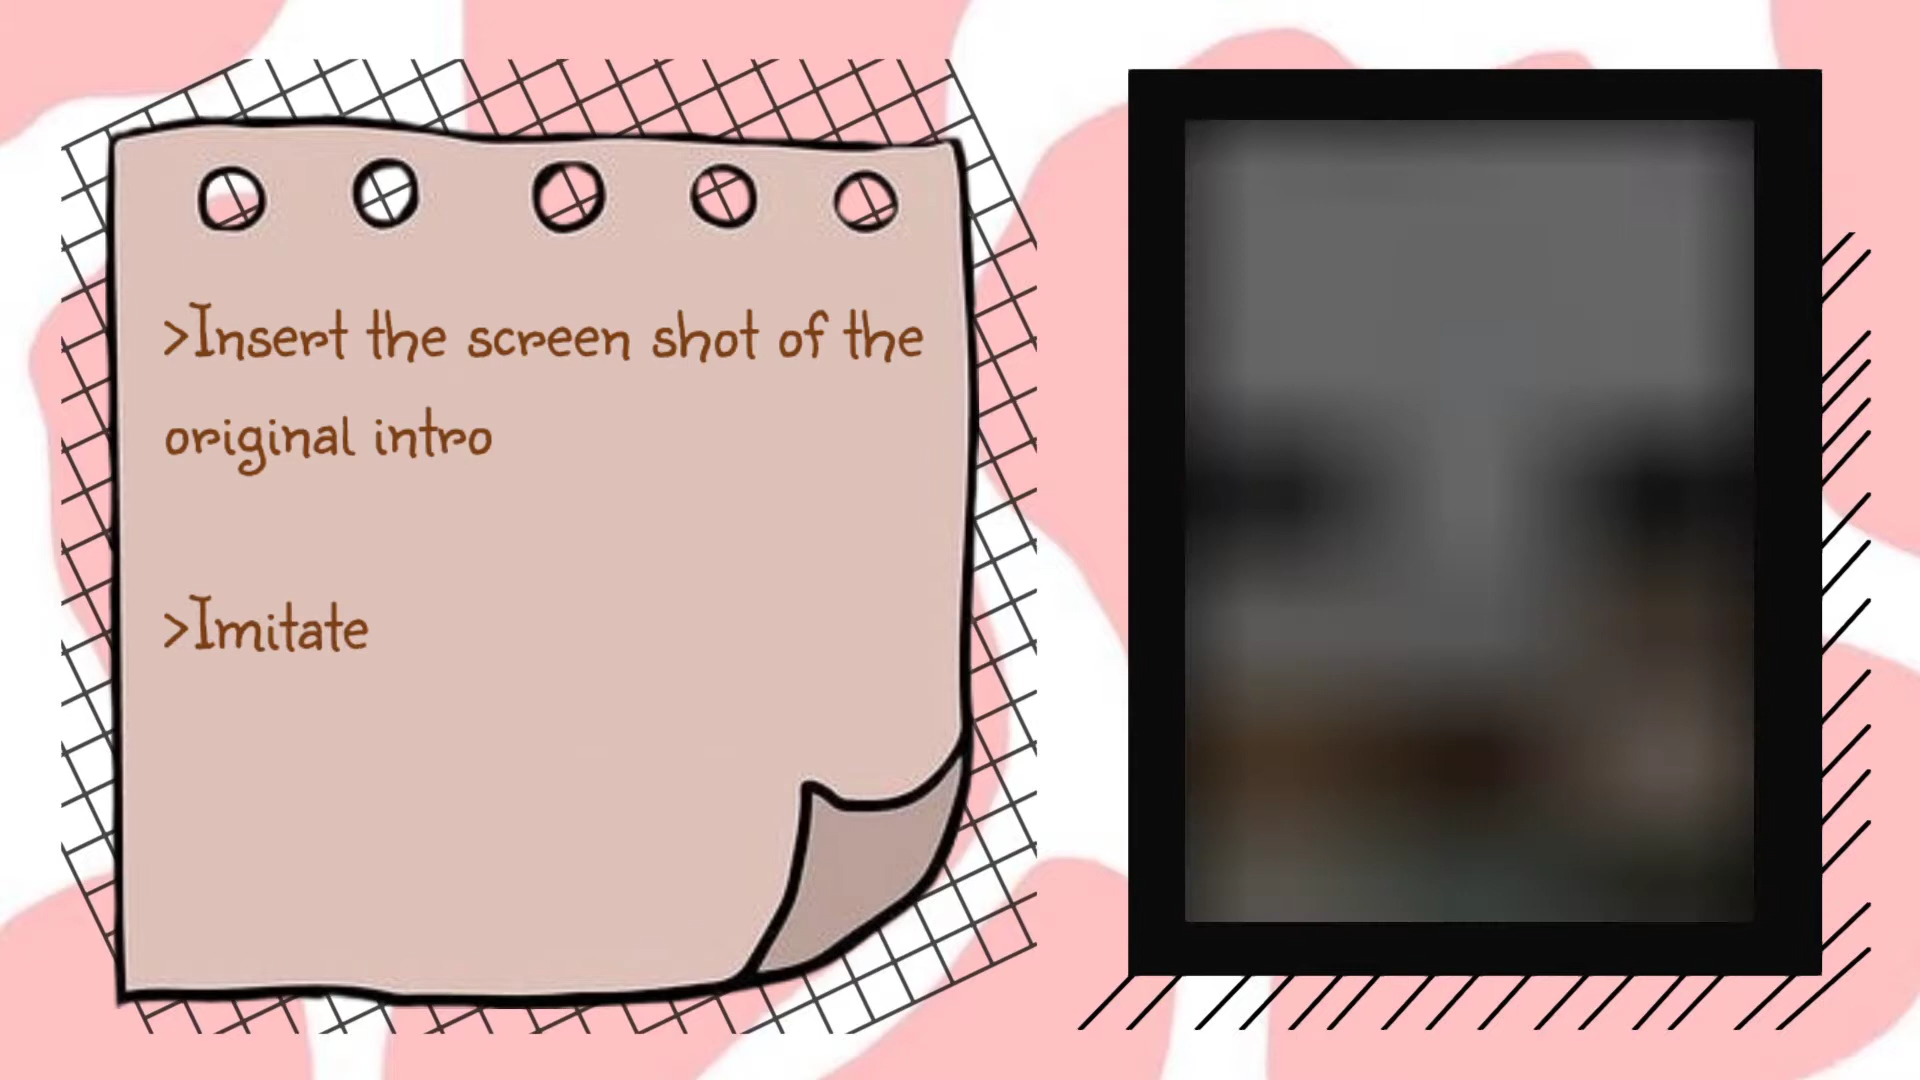 >Insert the screen shot of the
original intro
>Imitate